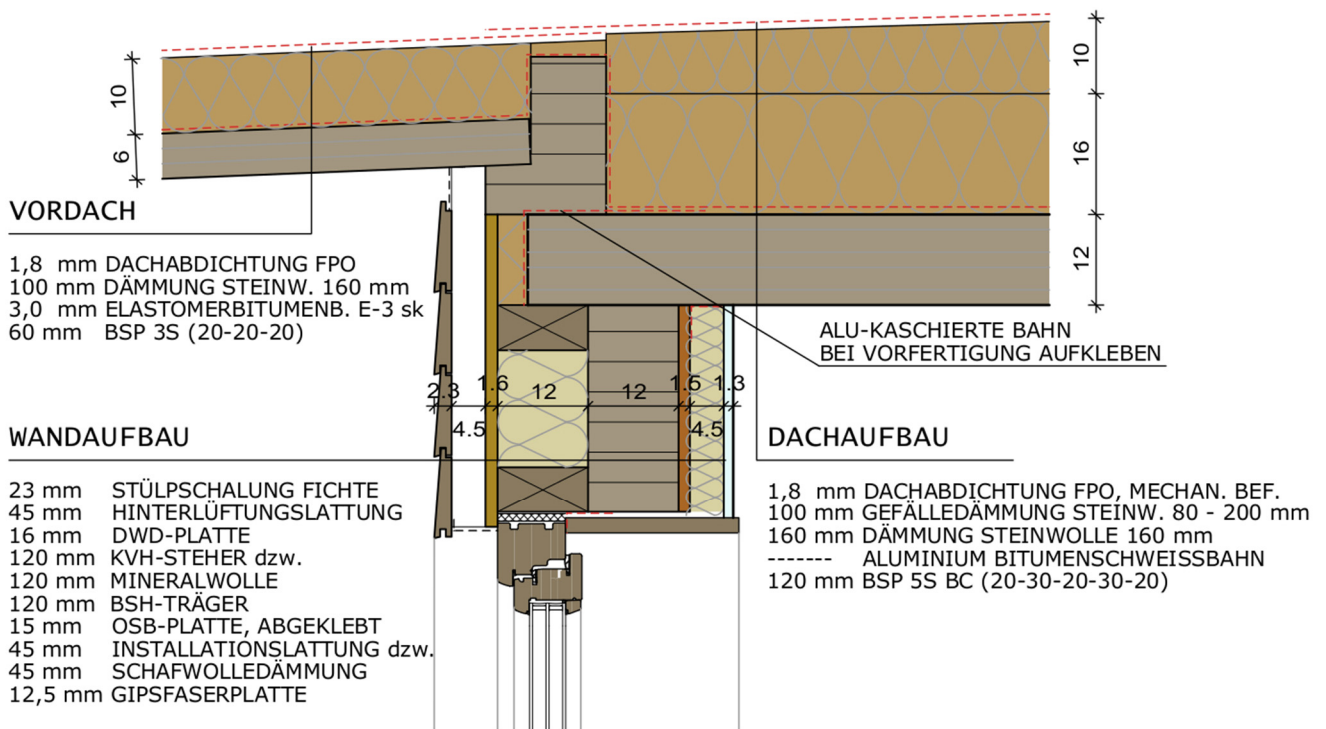 10
6
10
16
12
VORDACH
1,8 mm DACHABDICHTUNG FPO
100 mm DÄMMUNG STEINW. 160 mm
3,0 mm ELASTOMERBITUMENB. E-3 sk
60 mm BSP 3S (20-20-20)
ALU-KASCHIERTE BAHN
BEI VORFERTIGUNG AUFKLEBEN
2.3 1.6 12 12 1.5 1.3
4.5 4.5
WANDAUFBAU
23 mm STÜLPSCHALUNG FICHTE
45 mm HINTERLÜFTUNGSLATTUNG
16 mm DWD-PLATTE
120 mm KVH-STEHER dzw.
120 mm MINERALWOLLE
120 mm BSH-TRÄGER
15 mm OSB-PLATTE, ABGEKLEBT
45 mm INSTALLATIONSLATTUNG dzw.
45 mm SCHAFWOLLEDÄMMUNG
12,5 mm GIPSFASERPLATTE
DACHAUFBAU
1,8 mm DACHABDICHTUNG FPO, MECHAN. BEF.
100 mm GEFÄLLEDÄMMUNG STEINW. 80 - 200 mm
160 mm DÄMMUNG STEINWOLLE 160 mm
------- ALUMINIUM BITUMENSCHWEISSBAHN
120 mm BSP 5S BC (20-30-20-30-20)